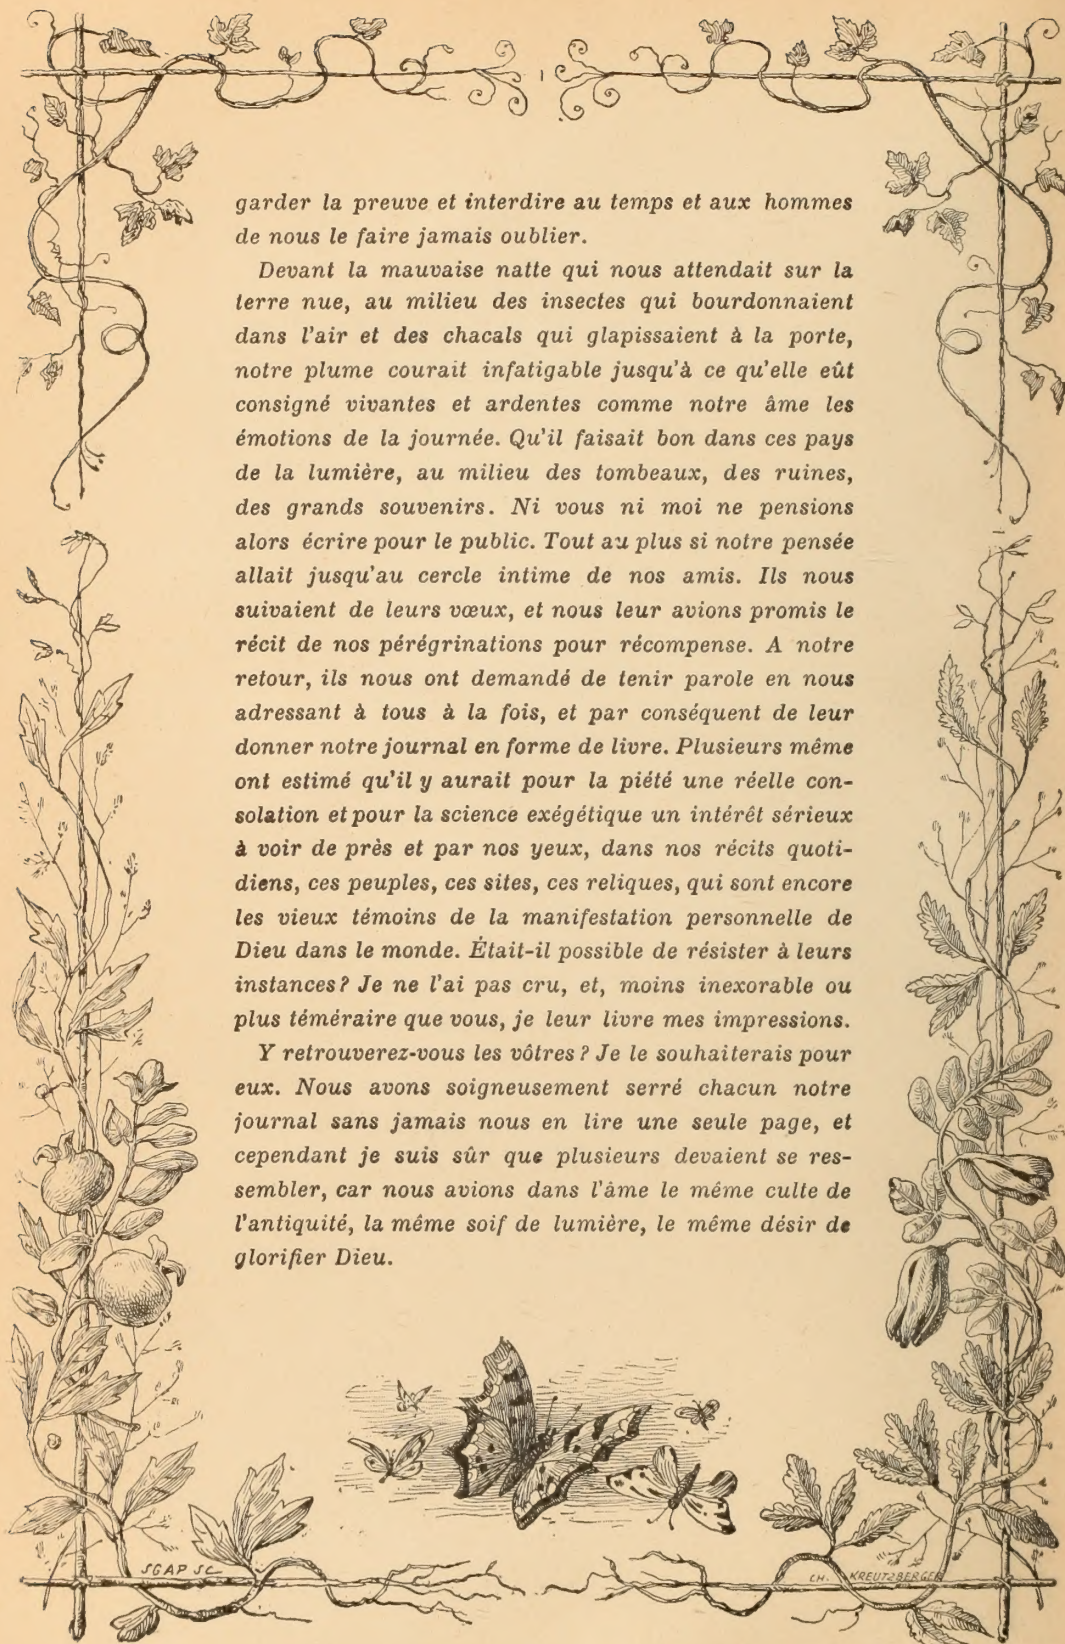 garder la preuve et interdire au temps et aux hommes
de nous le faire jamais oublier.
Devant la mauvaise natte qui nous attendait sur la
terre nue, au milieu des insectes qui bourdonnaient
dans l'air et des chacals qui glapissaient à la porte,
notre plume courait infatigable jusqu'à ce qu'elle eût
consigné vivantes et ardentes comme notre âme les
émotions de la journée. Qu'il faisait bon dans ces pays
de la lumière, au milieu des tombeaux, des ruines,
des grands souvenirs. Ni vous ni moi ne pensions
alors écrire pour le public. Tout au plus si notre pensée
allait jusqu'au cercle intime de nos amis. Ils nous
suivaient de leurs vœux, et nous leur avions promis le
récit de nos pérégrinations pour récompense. A notre
retour, ils nous ont demandé de tenir parole en nous
adressant à tous à la fois, et par conséquent de leur
donner notre journal en forme de livre. Plusieurs même
ont estimé qu'il y aurait pour la piété une réelle con-
solation et pour la science exégétique un intérêt sérieux
à voir de près et par nos yeux, dans nos récits quoti-
diens, ces peuples, ces sites, ces reliques, qui sont encore
les vieux témoins de la manifestation personnelle de
Dieu dans le monde. Était-il possible de résister à leurs
instances? Je ne l'ai pas cru, et, moins inexorable ou
plus téméraire que vous, je leur livre mes impressions.
Y retrouverez-vous les vôtres? Je le souhaiterais pour
eux. Nous avons soigneusement serré chacun notre
journal sans jamais nous en lire une seule page, et
cependant je suis sûr que plusieurs devaient se res-
sembler, car nous avions dans l'âme le même culte de
l'antiquité, la même soif de lumière, le même désir de
glorifier Dieu.
SGAP SC
CH. KREUTZBERGER